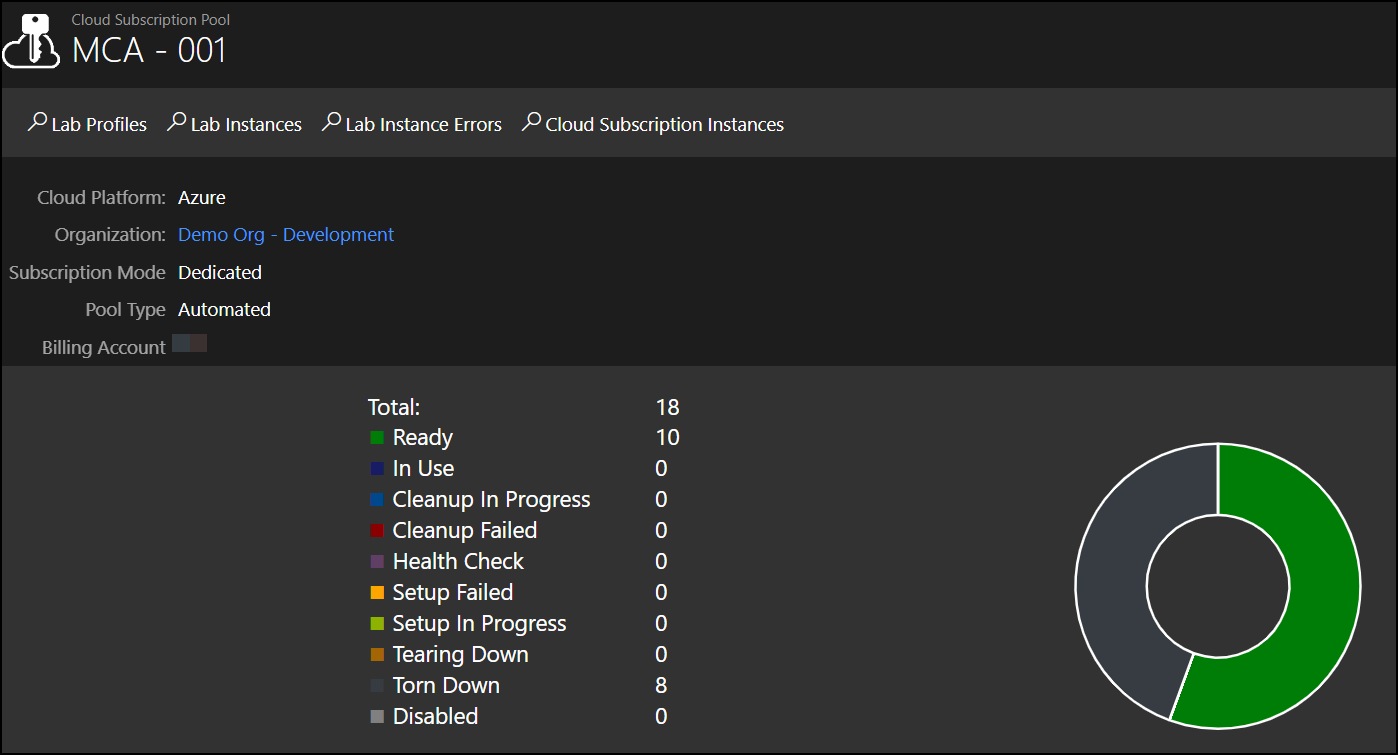 Cloud Subscription Pool
MCA - 001
Lab Profiles Lab Instances Lab Instance Errors Cloud Subscription Instances
Cloud Platform: Azure
Organization: Demo Org - Development
Subscription Mode Dedicated
Pool Type Automated
Billing Account
Total: 18
Ready 10
In Use 0
Cleanup In Progress 0
Cleanup Failed 0
Health Check 0
Setup Failed 0
Setup In Progress 0
Tearing Down 0
Torn Down 8
Disabled 0